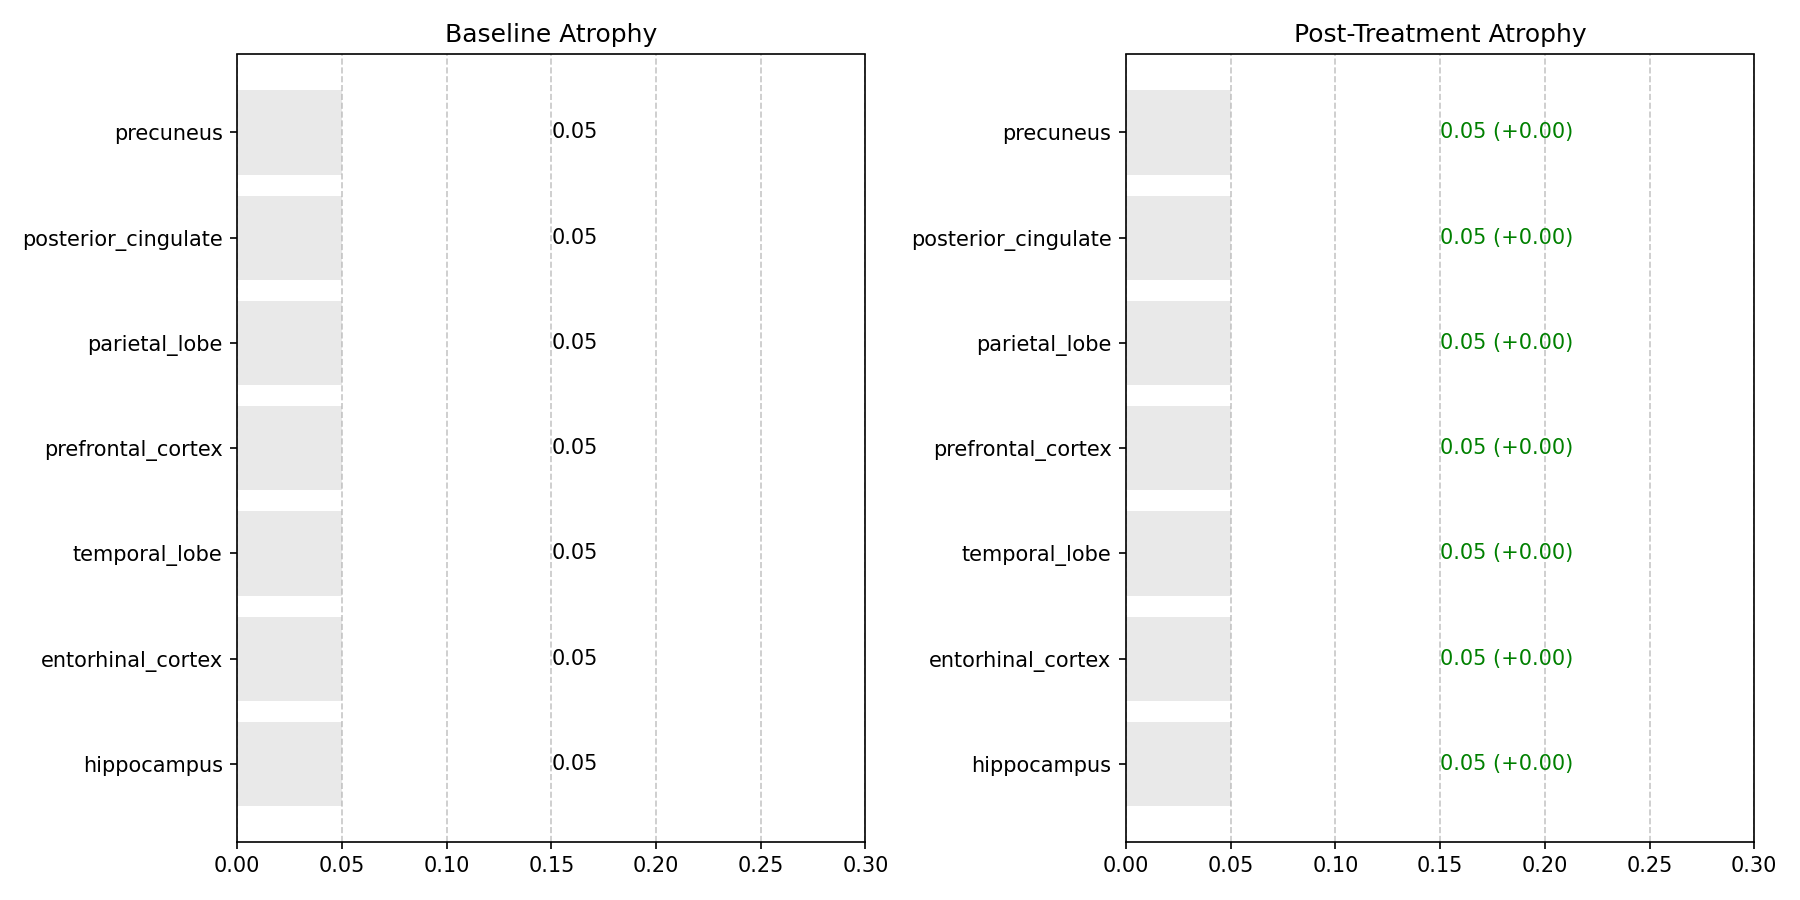 Baseline Atrophy
precuneus 0.05
posterior_cingulate 0.05
parietal_lobe 0.05
prefrontal_cortex 0.05
temporal_lobe 0.05
entorhinal_cortex 0.05
hippocampus 0.05
0.00 0.05 0.10 0.15 0.20 0.25 0.30
Post-Treatment Atrophy
precuneus 0.05 (+0.00)
posterior_cingulate 0.05 (+0.00)
parietal_lobe 0.05 (+0.00)
prefrontal_cortex 0.05 (+0.00)
temporal_lobe 0.05 (+0.00)
entorhinal_cortex 0.05 (+0.00)
hippocampus 0.05 (+0.00)
0.00 0.05 0.10 0.15 0.20 0.25 0.30